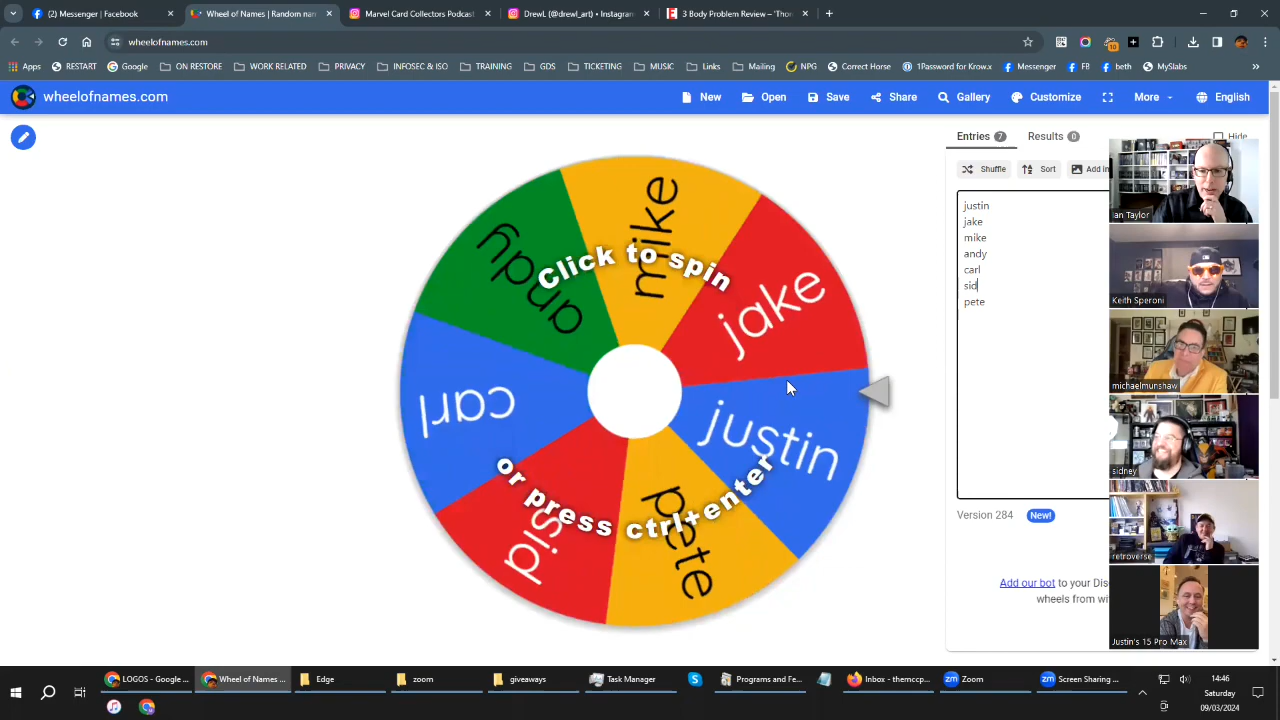 (2) Messenger | Facebook
Wheel of Names | Random nam
Marvel Card Collectors Podcast
DrewL (@drewl_art) • Instagram
3 Body Problem Review – 'Thro
wheelofnames.com
10
Apps
RESTART
Google
ON RESTORE
WORK RELATED
PRIVACY
INFOSEC & ISO
TRAINING
GDS
TICKETING
MUSIC
Links
Mailing
NPG
Correct Horse
1Password for Krow.x
Messenger
FB
beth
MySlabs
wheelofnames.com
New
Open
Save
Share
Gallery
Customize
More
English
Entries 7
Results 0
Hide
Shuffle
Sort
Add im
justin
jake
mike
andy
carl
sid
pete
mike
jake
justin
pete
sid
carl
andy
Click to spin
or press ctrl+enter
Version 284
New!
Add our bot to your Dis
wheels from wi
Ian Taylor
Keith Speroni
michaelmunshaw
sidney
retroverse
Justin's 15 Pro Max
LOGOS - Google ...
Wheel of Names ...
Edge
zoom
giveaways
Task Manager
Programs and Fe...
Inbox - themccp...
Zoom
Screen Sharing ...
14:46
Saturday
09/03/2024